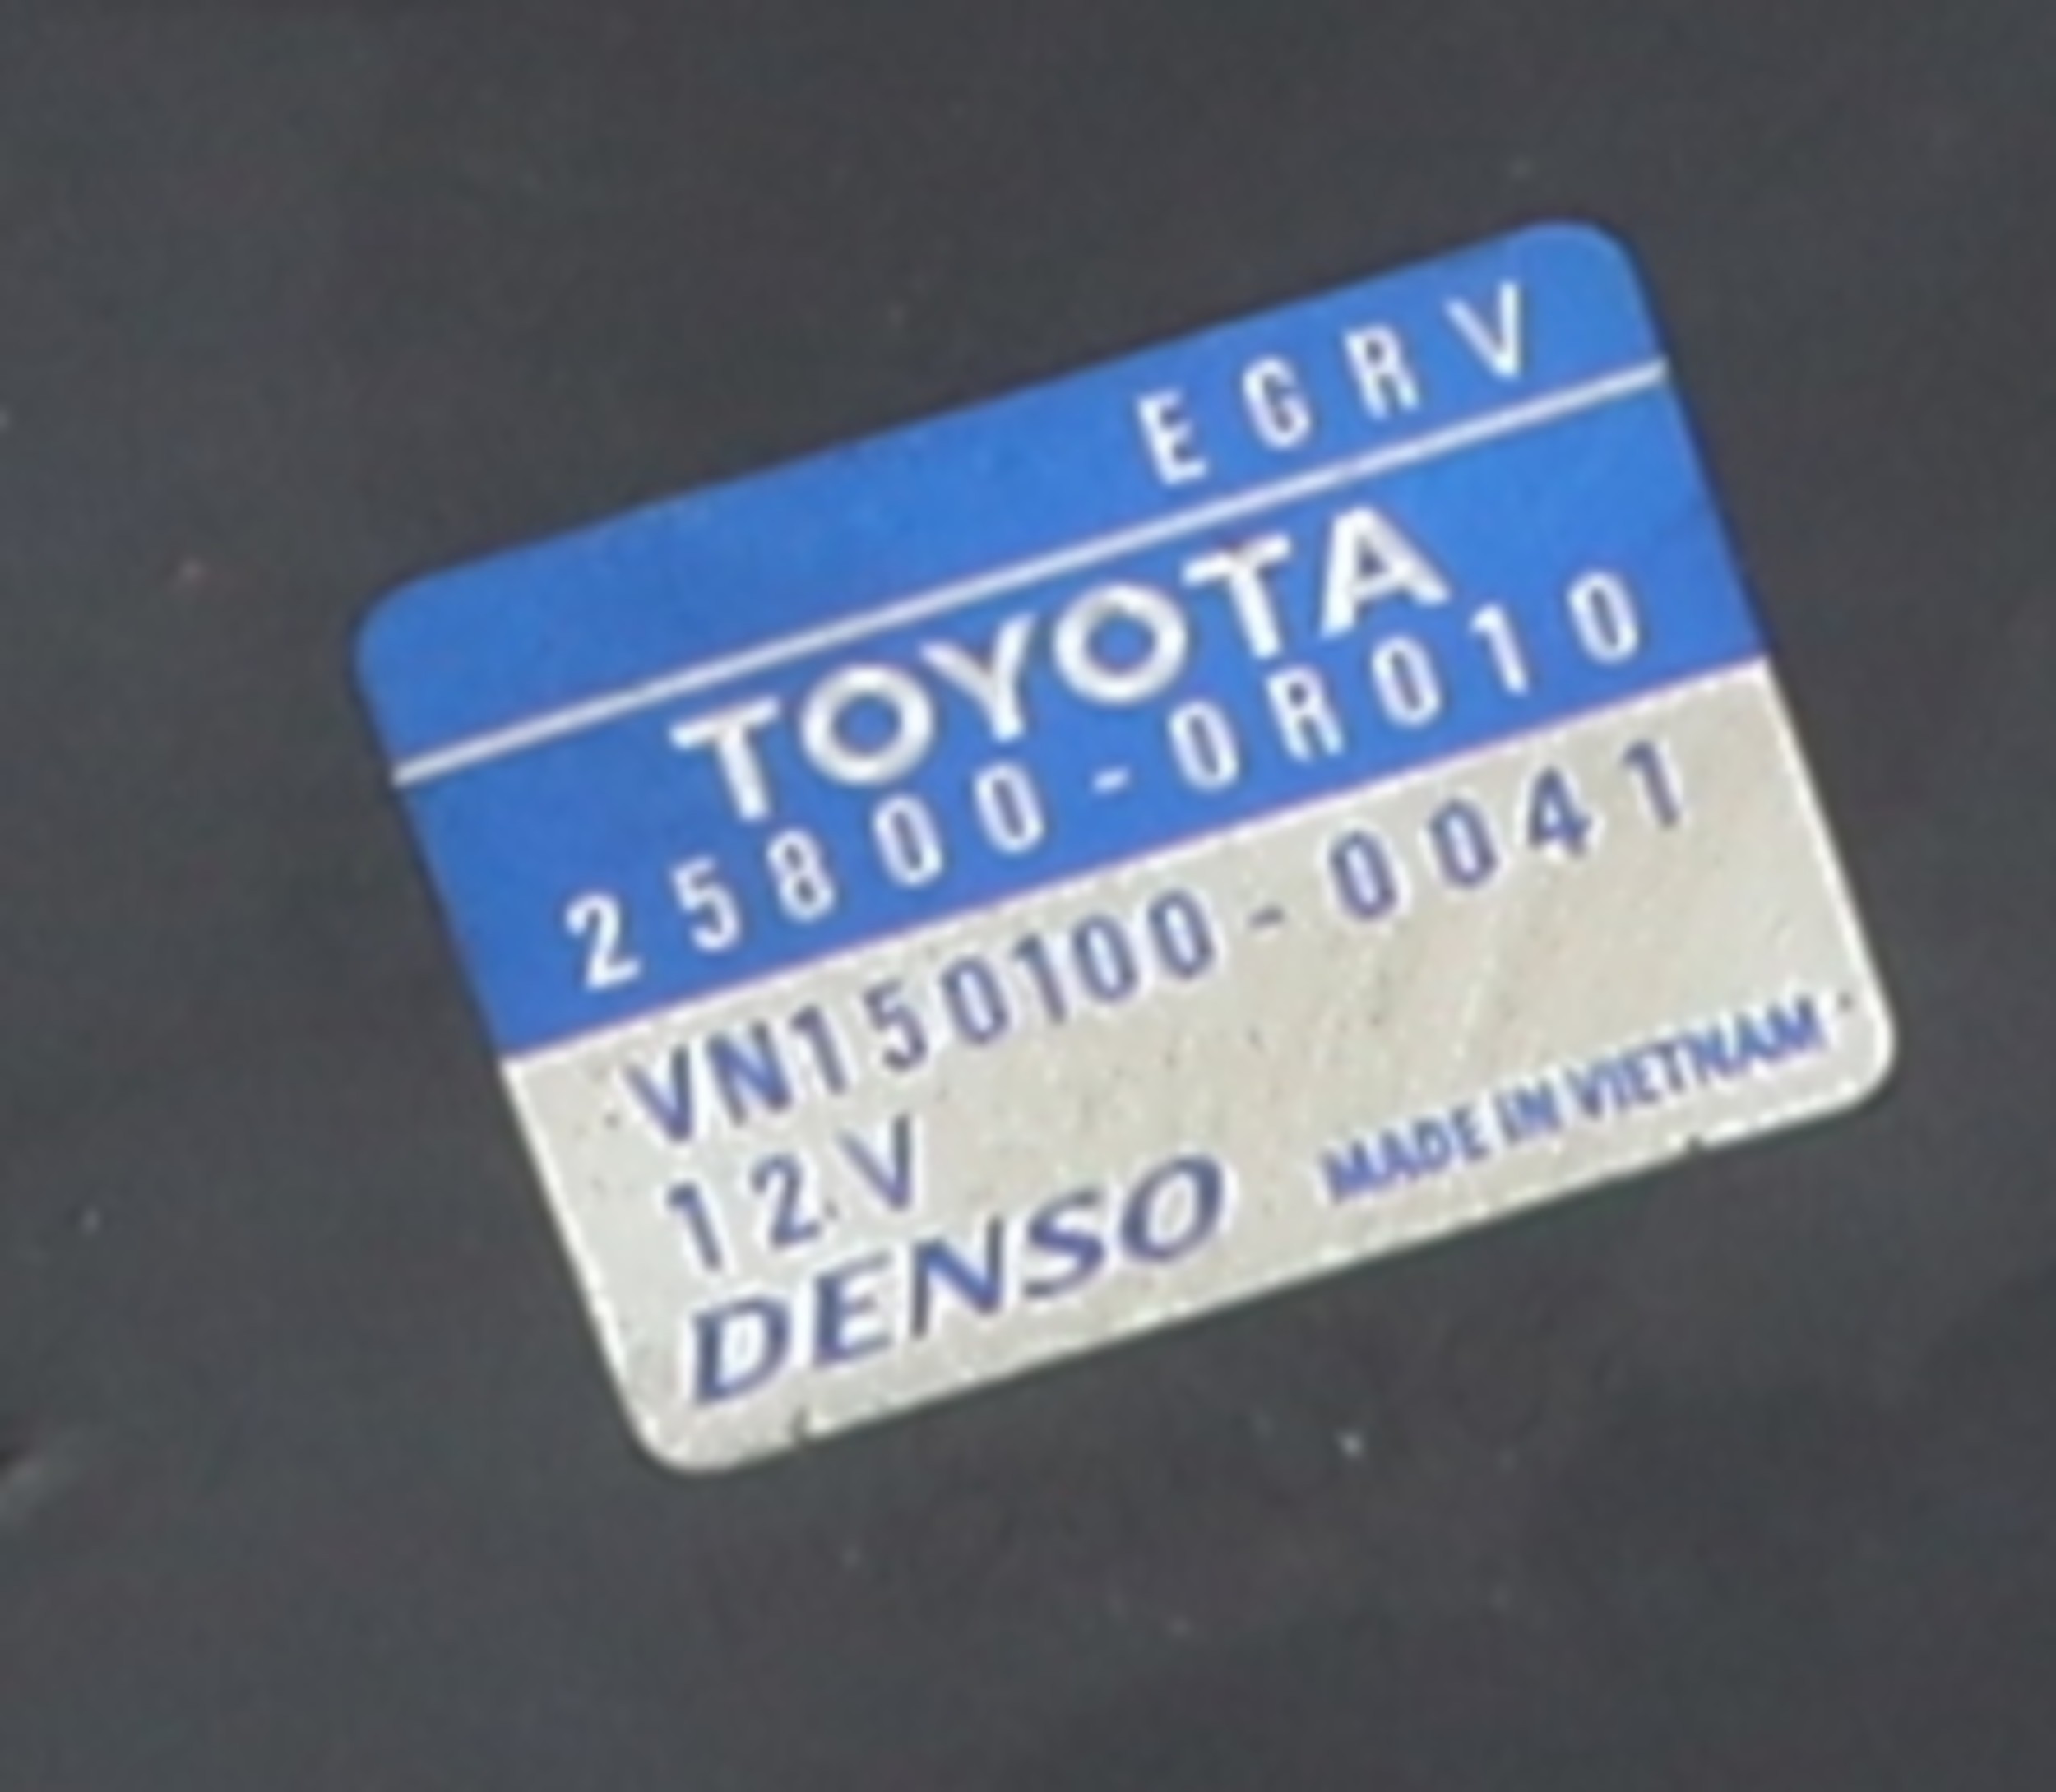 EGRV
TOYOTA
25800-0R010
VN150100-0041
12V
DENSO MADE IN VIETNAM